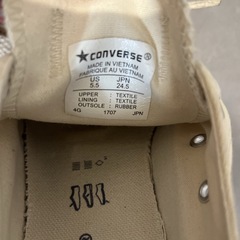 ★CONVERSE
MADE IN VIETNAM
FABRIQUE AU VIETNAM
US JPN
5.5 24.5
UPPER : TEXTILE
LINING : TEXTILE
OUTSOLE : RUBBER
4G 1707 JPN